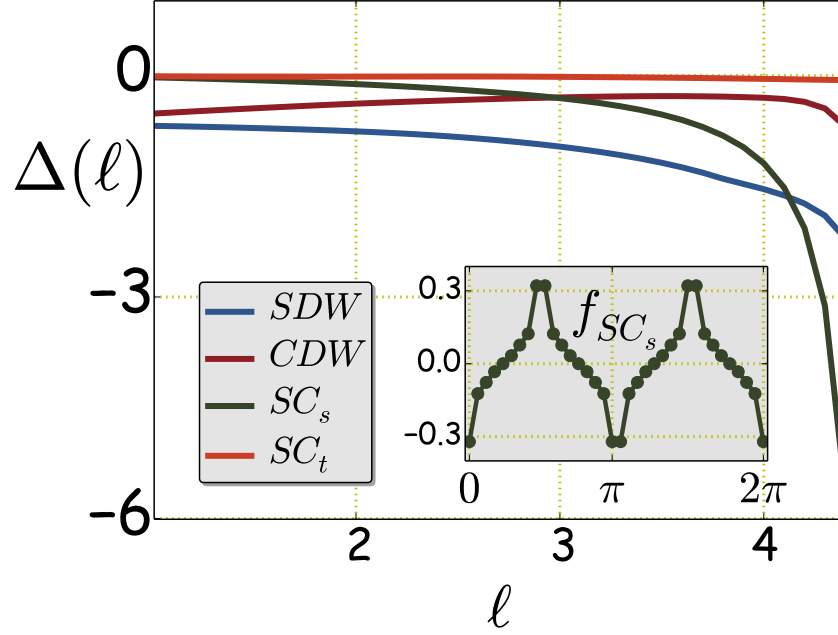 0
Δ(ℓ)
−3
−6
2 3 4
ℓ
SDW
CDW
SC_s
SC_t
f_{SC_s}
0.3
0.0
−0.3
0 π 2π